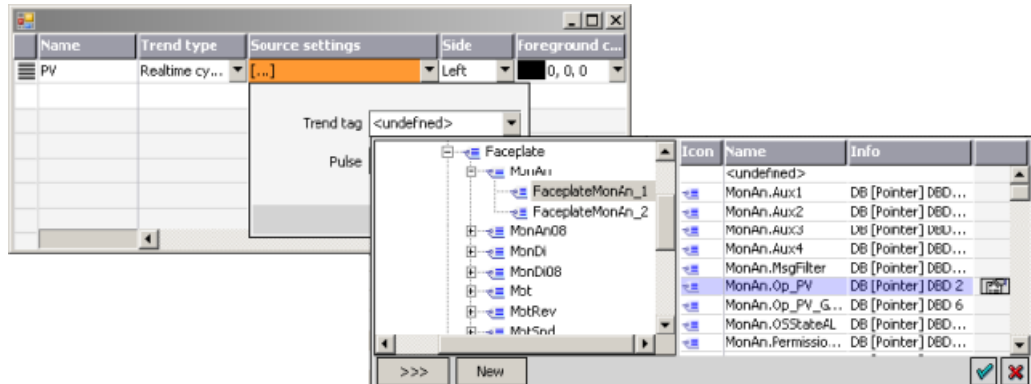 Name Trend type Source settings Side Foreground c...
PV Realtime cy... [...] Left 0, 0, 0
Trend tag <undefined>
Pulse
Faceplate
MonAn
FaceplateMonAn_1
FaceplateMonAn_2
MonAn08
MonDi
MonDi08
Mot
MotRev
MotSpd
Icon Name Info
<undefined>
MonAn.Aux1 DB [Pointer] DBD...
MonAn.Aux2 DB [Pointer] DBD...
MonAn.Aux3 DB [Pointer] DBD...
MonAn.Aux4 DB [Pointer] DBD...
MonAn.MsgFilter DB [Pointer] DBD...
MonAn.Op_PV DB [Pointer] DBD 2
MonAn.Op_PV_G... DB [Pointer] DBD 6
MonAn.OSStateAL DB [Pointer] DBD...
MonAn.Permissio... DB [Pointer] DBD...
>>> New